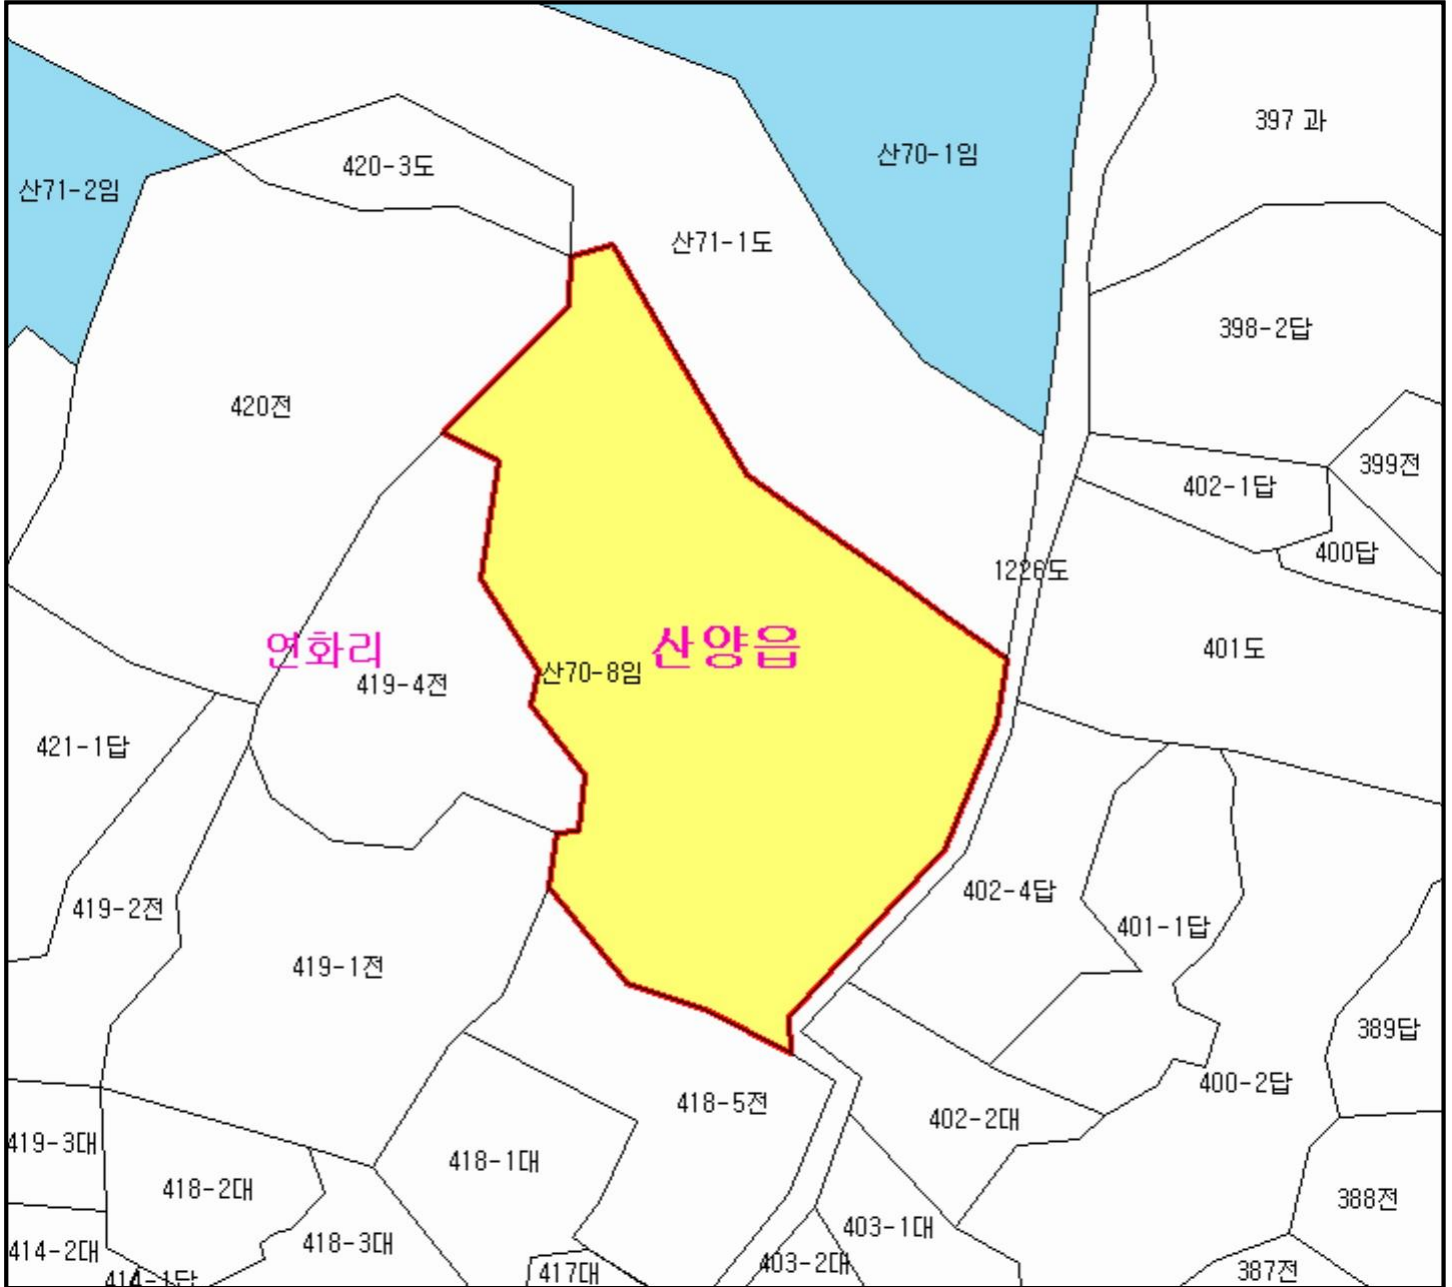 397 과
산70-1임
420-3도
산71-2임
산71-1도
398-2답
420전
399전
402-1답
400답
1226도
산양읍
연화리
401도
산70-8임
419-4전
421-1답
402-4답
419-2전
401-1답
419-1전
389답
400-2답
418-5전
402-2대
419-3대
418-1대
418-2대
388전
403-1대
418-3대
414-2대
403-2대
417대
387전
414-1답